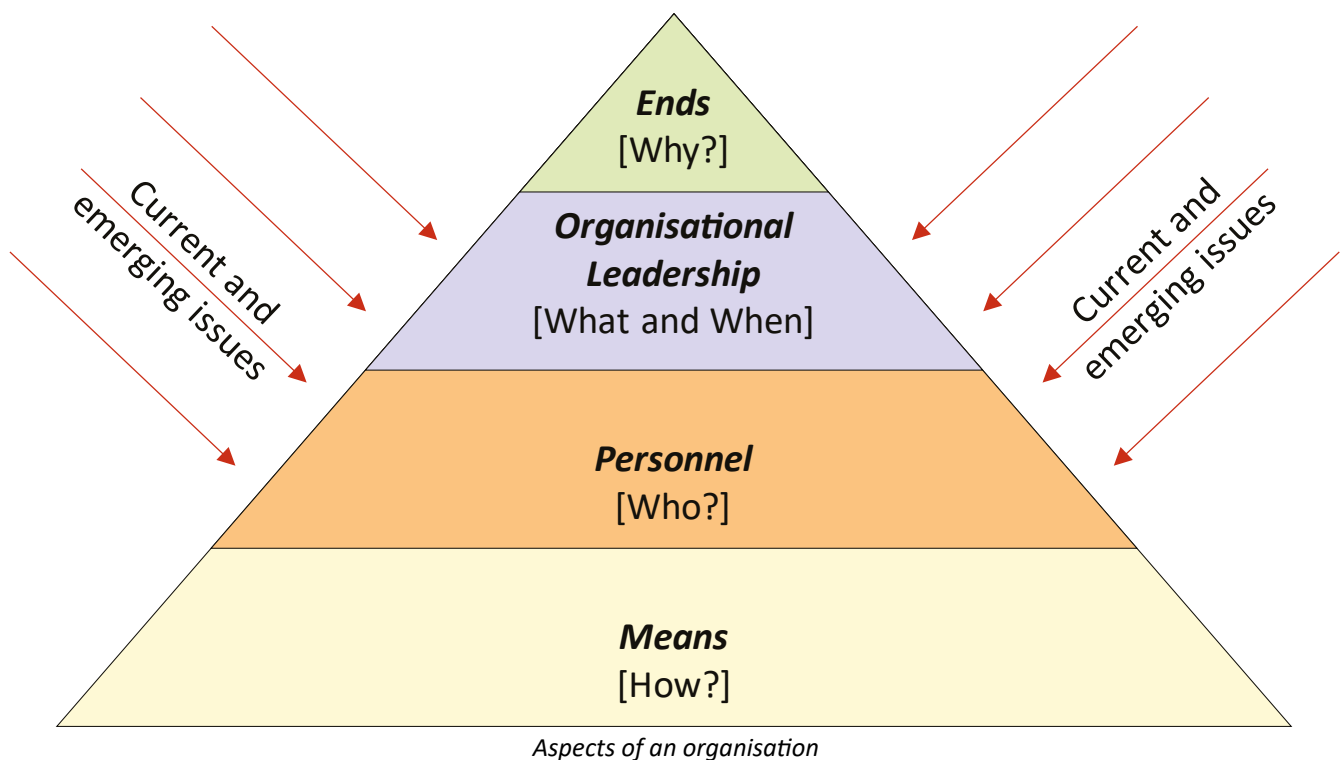 Ends
[Why?]
Organisational
Leadership
[What and When]
Current and
emerging issues
Current and
emerging issues
Personnel
[Who?]
Means
[How?]
Aspects of an organisation